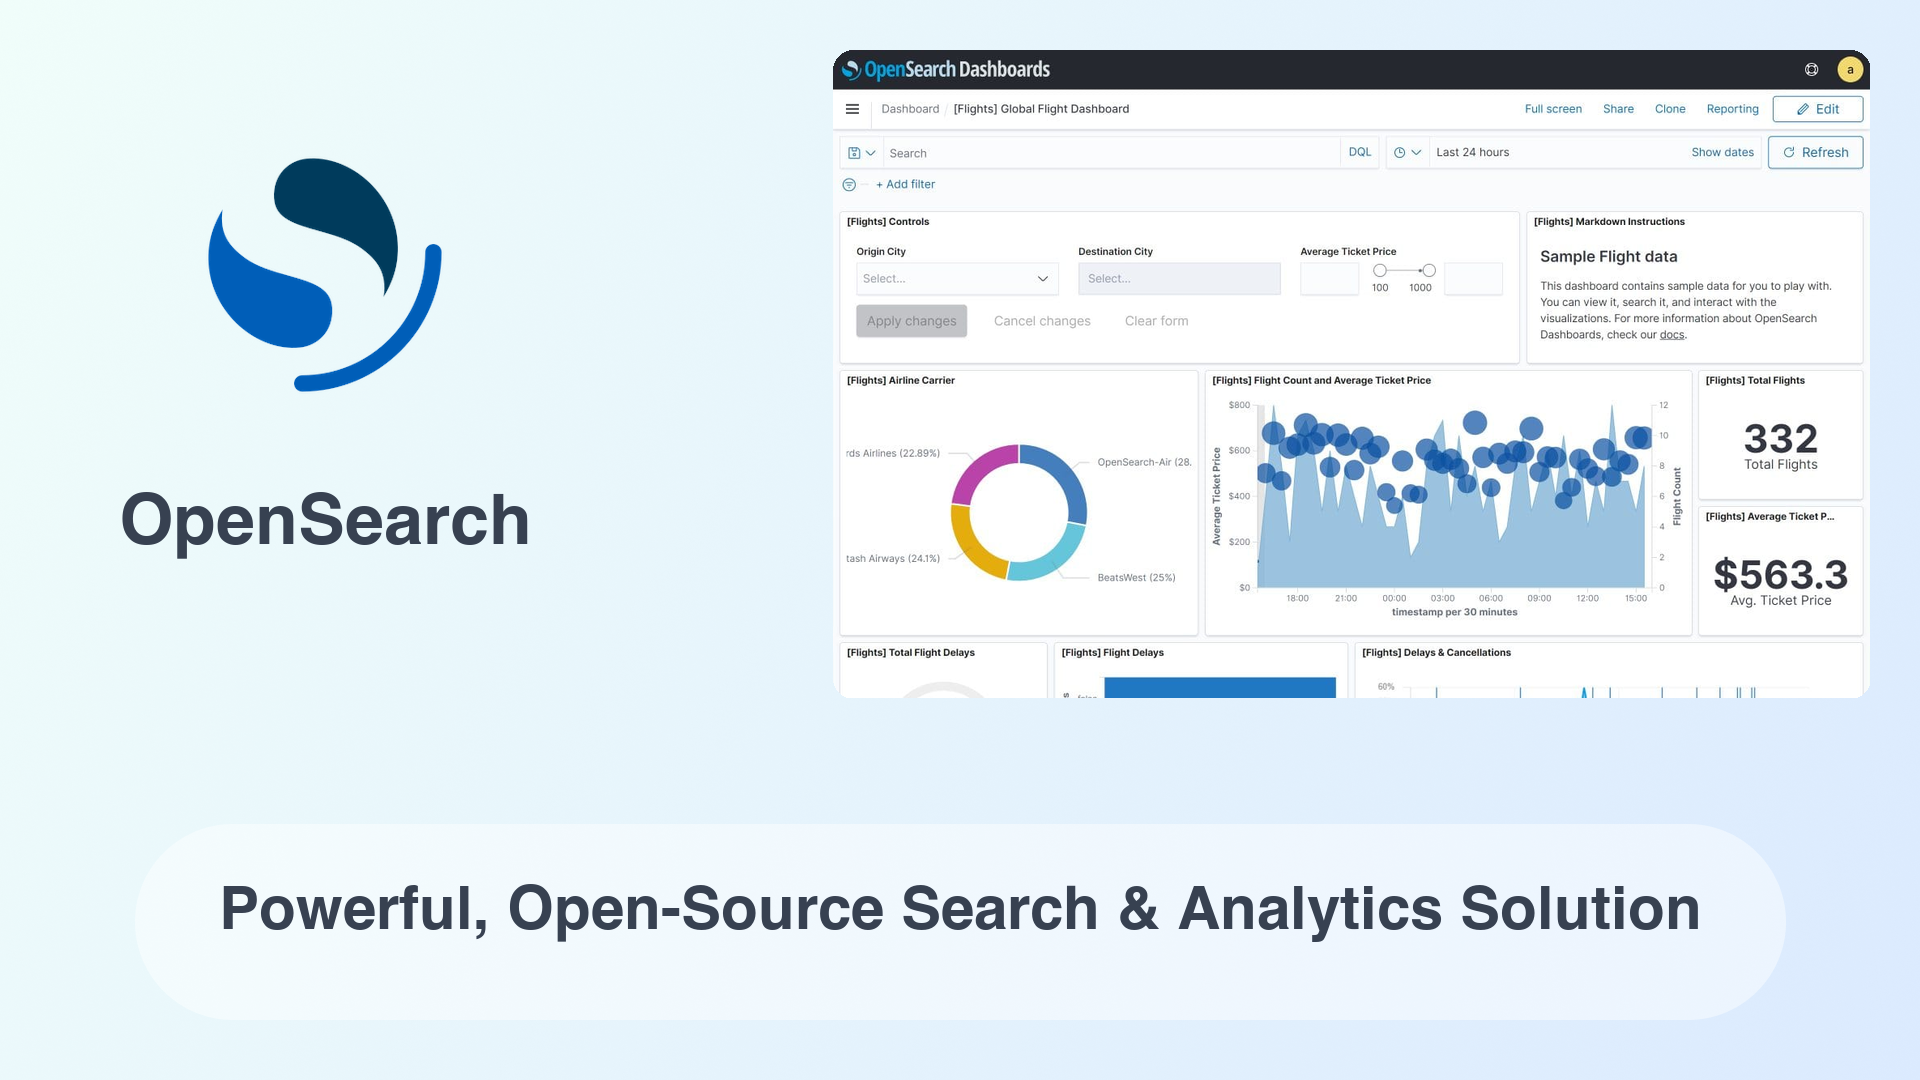 OpenSearch Dashboards
a
Dashboard / [Flights] Global Flight Dashboard
Full screen Share Clone Reporting Edit
Search DQL Last 24 hours Show dates Refresh
+ Add filter
[Flights] Controls
Origin City Destination City Average Ticket Price
Select... Select...
100 1000
Apply changes Cancel changes Clear form
[Flights] Markdown Instructions
Sample Flight data
This dashboard contains sample data for you to play with.
You can view it, search it, and interact with the
visualizations. For more information about OpenSearch
Dashboards, check our docs.
[Flights] Airline Carrier
rds Airlines (22.89%)
OpenSearch-Air (28.
tash Airways (24.1%)
BeatsWest (25%)
[Flights] Flight Count and Average Ticket Price
Average Ticket Price
$800
$600
$400
$200
$0
12
10
8
6
4
2
0
Flight Count
18:00 21:00 00:00 03:00 06:00 09:00 12:00 15:00
timestamp per 30 minutes
[Flights] Total Flights
332
Total Flights
[Flights] Average Ticket P...
$563.3
Avg. Ticket Price
[Flights] Total Flight Delays
[Flights] Flight Delays
[Flights] Delays & Cancellations
60%
OpenSearch
Powerful, Open-Source Search & Analytics Solution